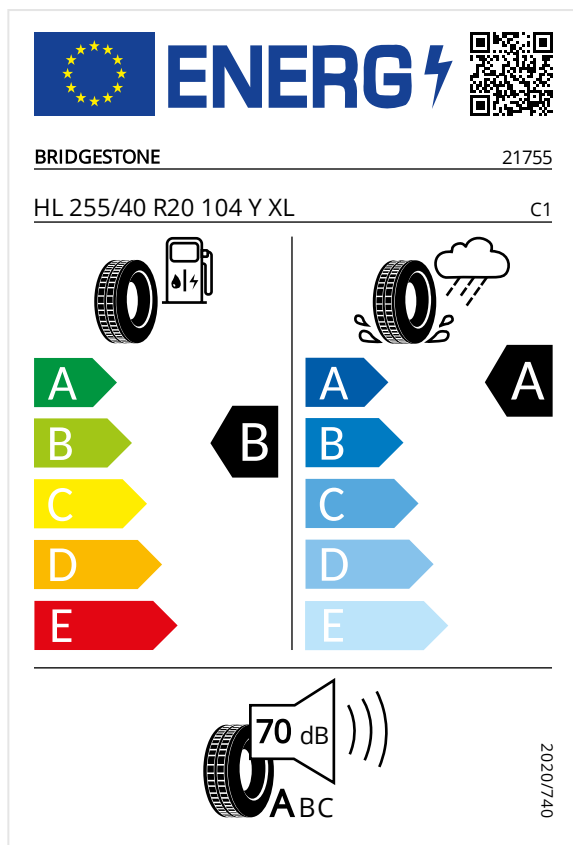 ENERG
BRIDGESTONE 21755
HL 255/40 R20 104 Y XL C1
A A A
B B B
C C
D D
E E
70 dB
ABC
2020/740